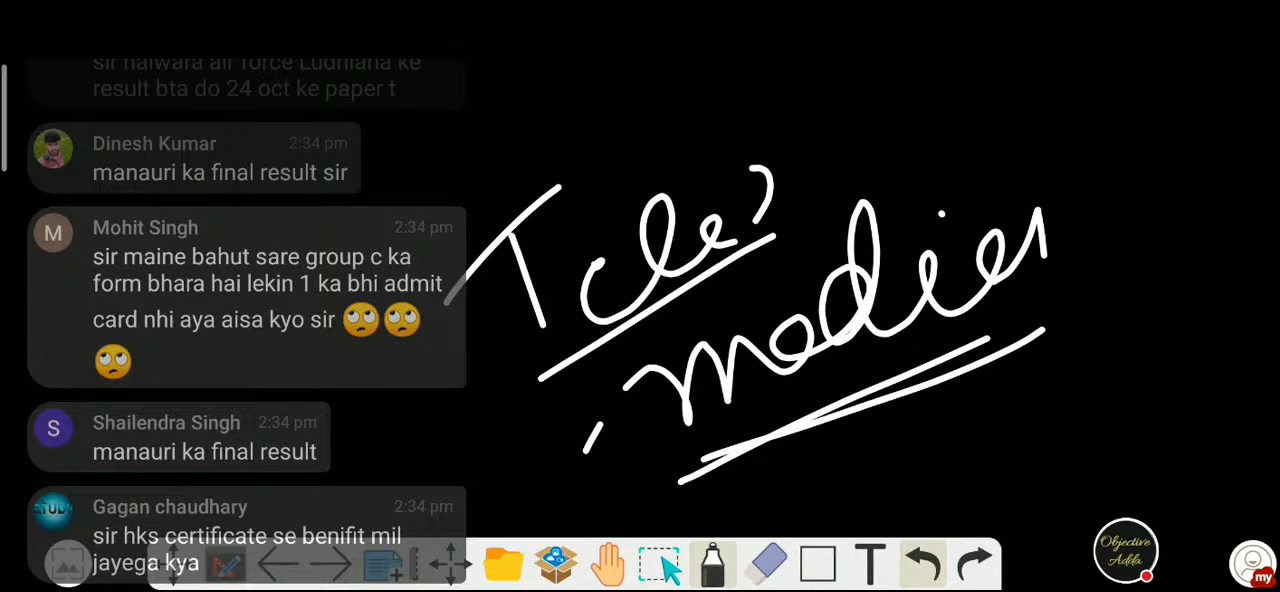 sir halwara air force Ludhiana ke
result bta do 24 oct ke paper t
Dinesh Kumar 2:34 pm
manauri ka final result sir
M
Mohit Singh 2:34 pm
sir maine bahut sare group c ka
form bhara hai lekin 1 ka bhi admit
card nhi aya aisa kyo sir 🙄🙄
🙄
S
Shailendra Singh 2:34 pm
manauri ka final result
Gagan chaudhary 2:34 pm
sir hks certificate se benifit mil
jayega kya
T
Objective
Adda
my